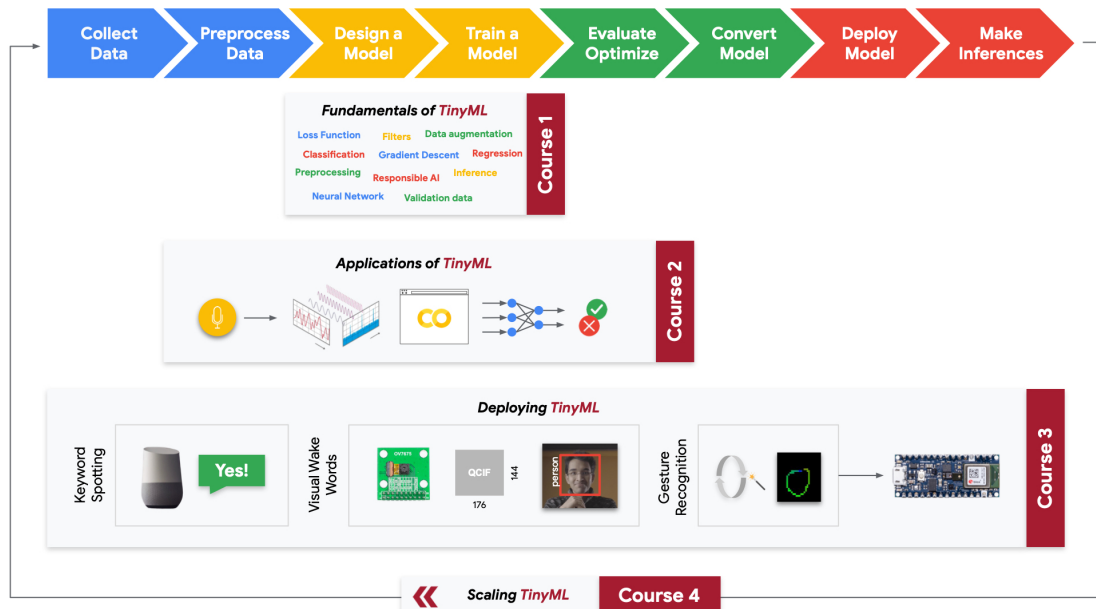 Collect
Data
Preprocess
Data
Design a
Model
Train a
Model
Evaluate
Optimize
Convert
Model
Deploy
Model
Make
Inferences
Fundamentals of TinyML
Loss Function Filters Data augmentation
Classification Gradient Descent Regression
Preprocessing Responsible AI Inference
Neural Network Validation data
Course 1
Applications of TinyML
CO
Course 2
Deploying TinyML
Keyword
Spotting
Yes!
Visual Wake
Words
OV7675
QCIF
144
176
person
Gesture
Recognition
Course 3
Scaling TinyML
Course 4